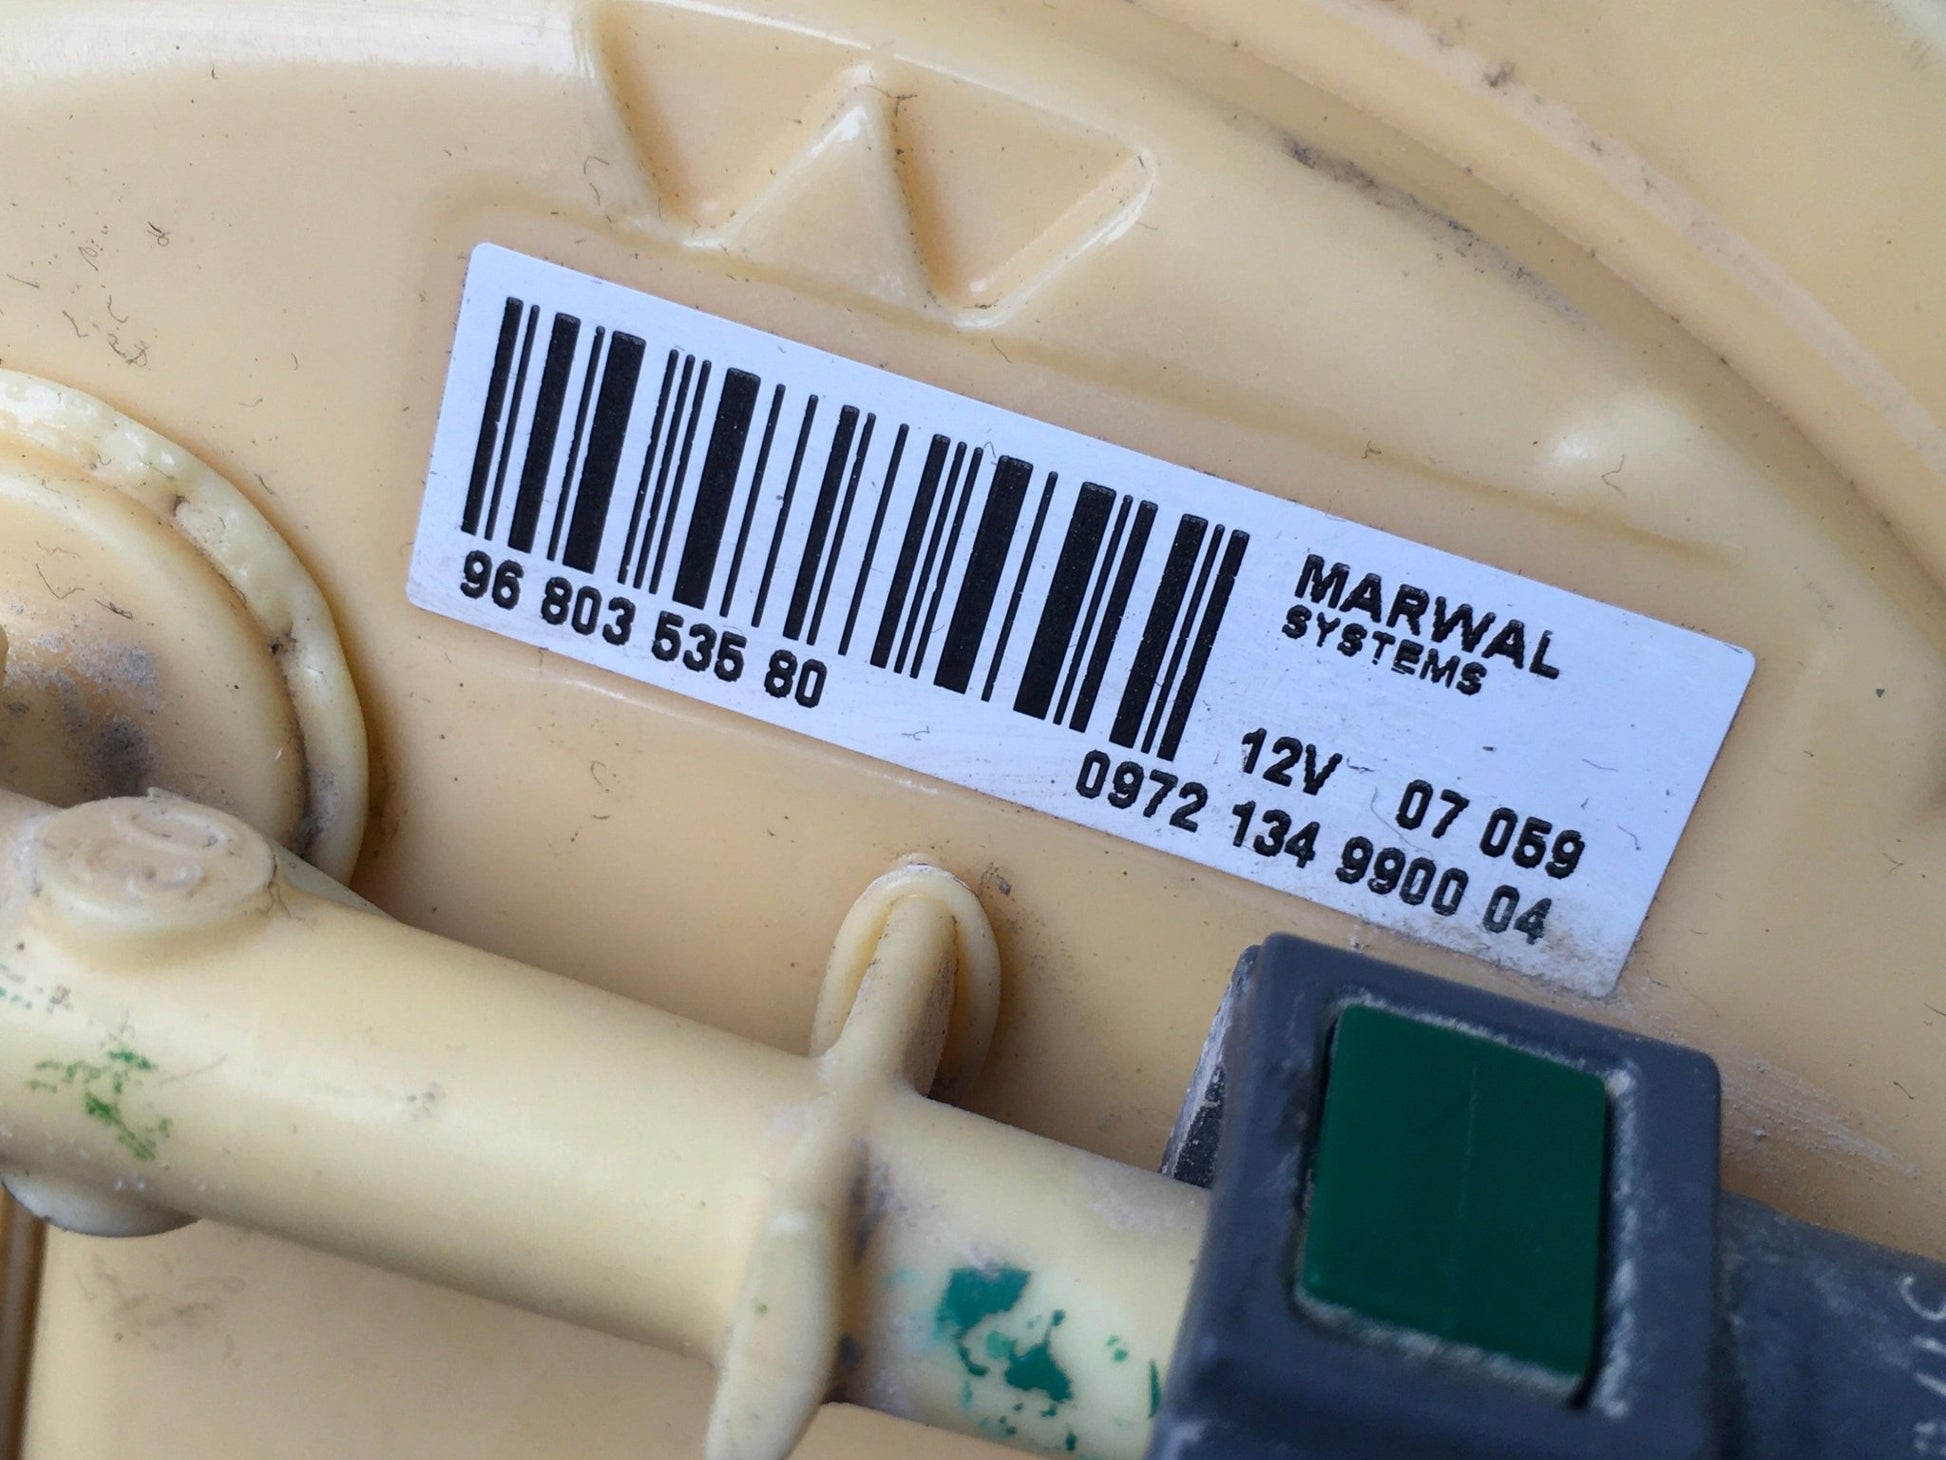 96 803 535 80
MARWAL
SYSTEMS
12V 07 059
0972 134 9900 04